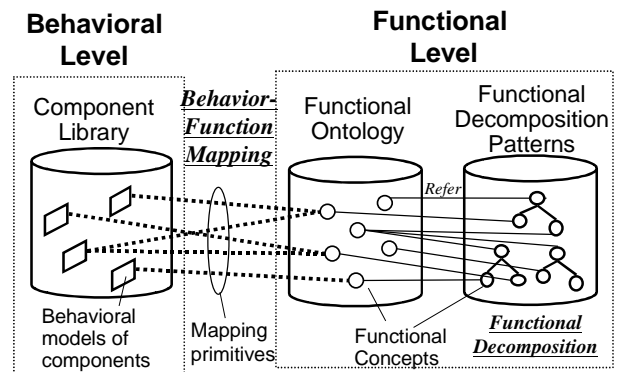 Behavioral
Level
Functional
Level
Component
Library
Behavior-
Function
Mapping
Functional
Ontology
Functional
Decomposition
Patterns
Refer
Behavioral
models of
components
Mapping
primitives
Functional
Concepts
Functional
Decomposition